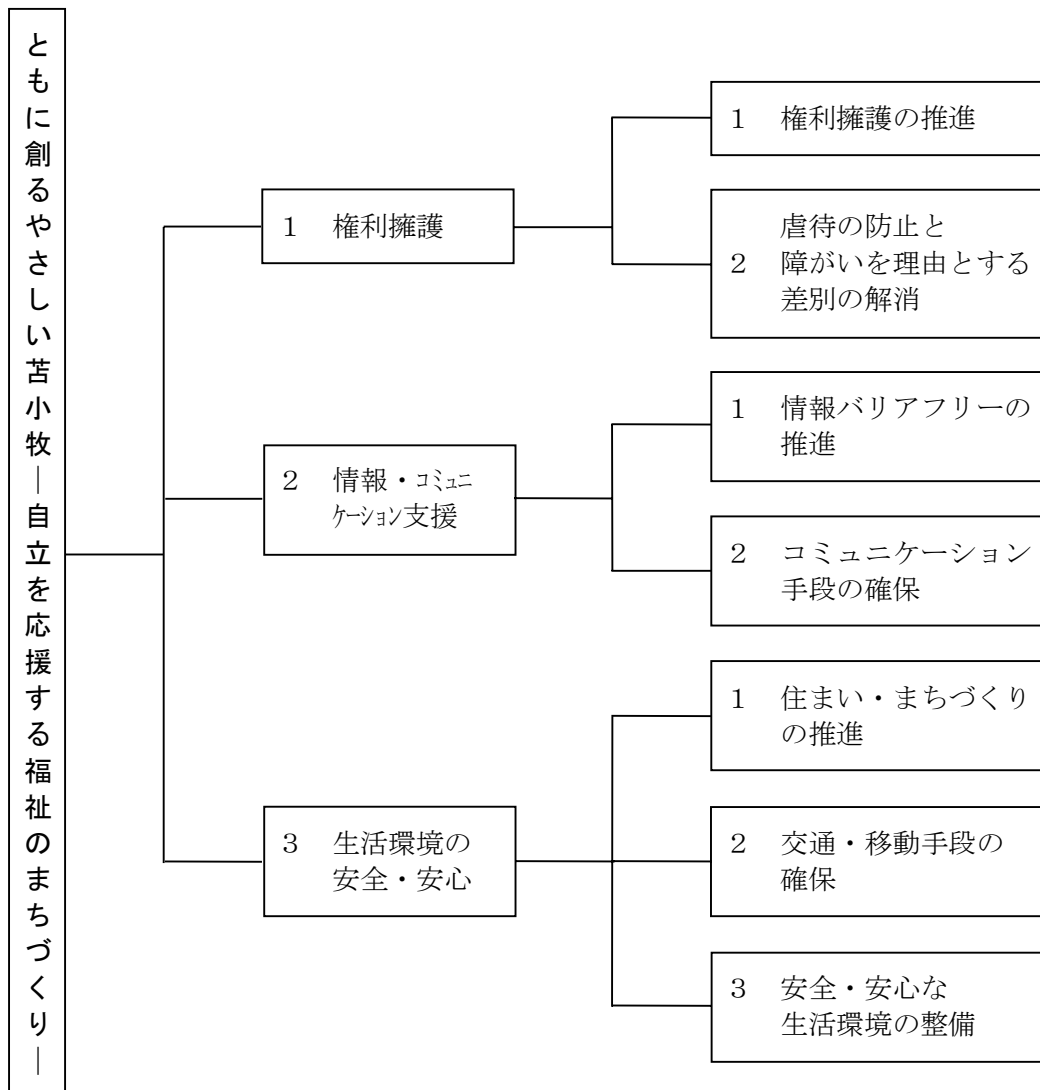 ともに創るやさしい苫小牧―自立を応援する福祉のまちづくり―
1 権利擁護
1 権利擁護の推進
2 虐待の防止と
障がいを理由とする
差別の解消
2 情報・コミュニ
ケーション支援
1 情報バリアフリーの
推進
2 コミュニケーション
手段の確保
3 生活環境の
安全・安心
1 住まい・まちづくり
の推進
2 交通・移動手段の
確保
3 安全・安心な
生活環境の整備